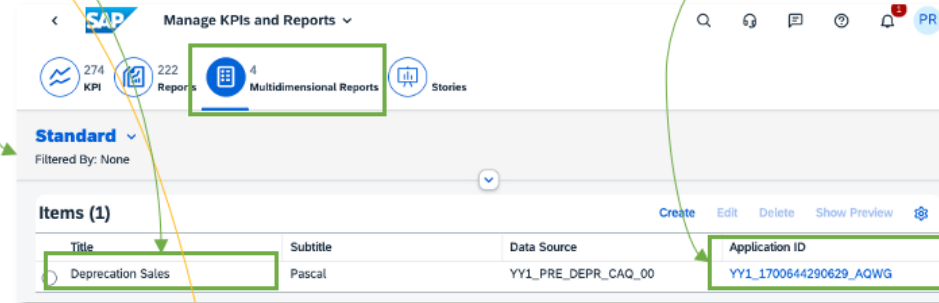 SAP Manage KPIs and Reports 1 PR
274 KPI 222 Reports 4 Multidimensional Reports Stories
Standard
Filtered By: None
Items (1) Create Edit Delete Show Preview
Title Subtitle Data Source Application ID
Deprecation Sales Pascal YY1_PRE_DEPR_CAQ_00 YY1_1700644290629_AQWG